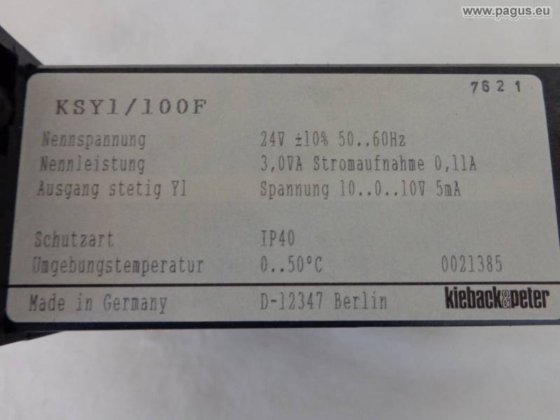 www.pagus.eu
7621
KSY1/100F
Nennspannung 24V ±10% 50..60Hz
Nennleistung 3,0VA Stromaufnahme 0,11A
Ausgang stetig Y1 Spannung 10..0..10V 5mA
Schutzart IP40
Umgebungstemperatur 0..50°C 0021385
Made in Germany D-12347 Berlin kieback&peter